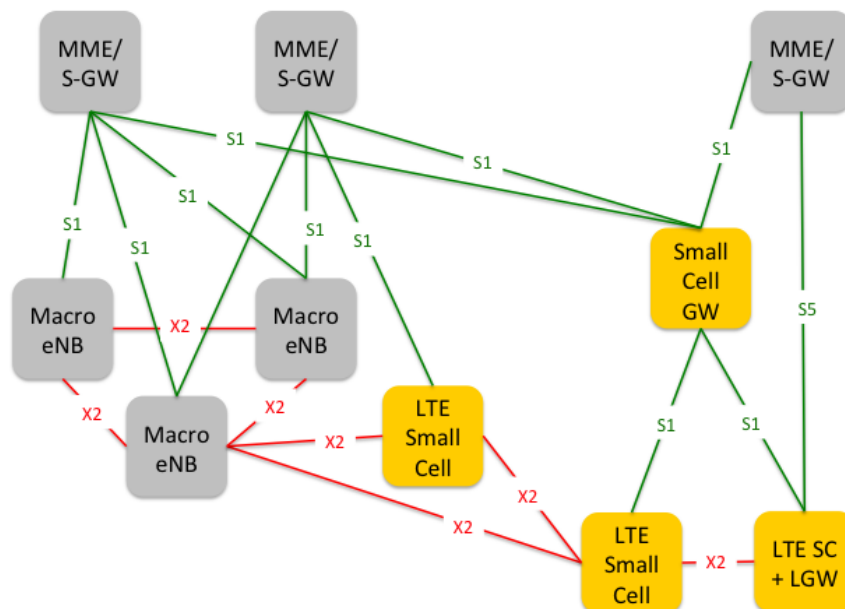 MME/
S-GW
MME/
S-GW
MME/
S-GW
S1
S1
S1
S1
S1
S1
S1
S1
Small
Cell
GW
Macro
eNB
X2
Macro
eNB
S5
X2
X2
LTE
Small
Cell
Macro
eNB
X2
S1
S1
X2
X2
LTE
Small
Cell
X2
LTE SC
+ LGW